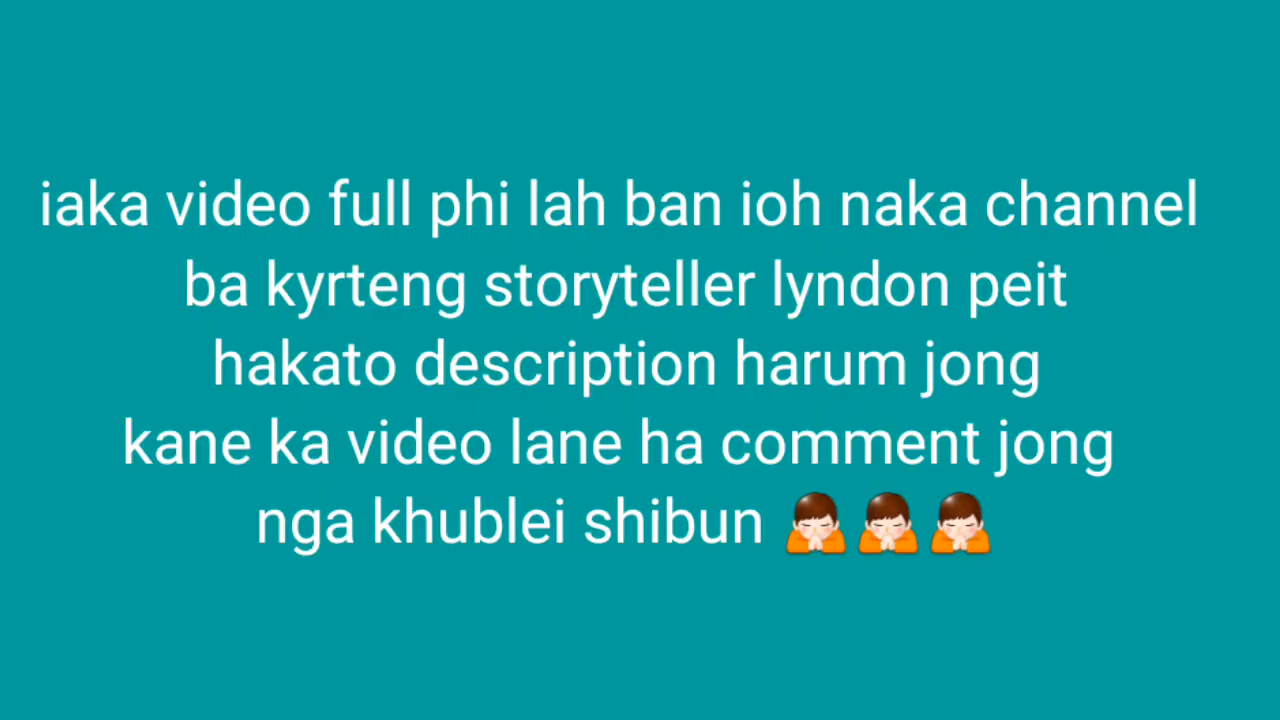 iaka video full phi lah ban ioh naka channel
ba kyrteng storyteller lyndon peit
hakato description harum jong
kane ka video lane ha comment jong
nga khublei shibun 🙏🙏🙏